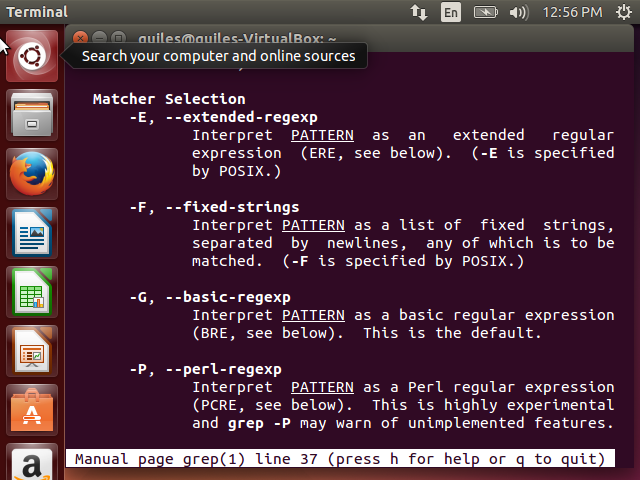 Terminal
En
12:56 PM
quiles@quiles-VirtualBox: ~
Search your computer and online sources
Matcher Selection
-E, --extended-regexp
Interpret PATTERN as an extended regular
expression (ERE, see below). (-E is specified
by POSIX.)
-F, --fixed-strings
Interpret PATTERN as a list of fixed strings,
separated by newlines, any of which is to be
matched. (-F is specified by POSIX.)
-G, --basic-regexp
Interpret PATTERN as a basic regular expression
(BRE, see below). This is the default.
-P, --perl-regexp
Interpret PATTERN as a Perl regular expression
(PCRE, see below). This is highly experimental
and grep -P may warn of unimplemented features.
Manual page grep(1) line 37 (press h for help or q to quit)